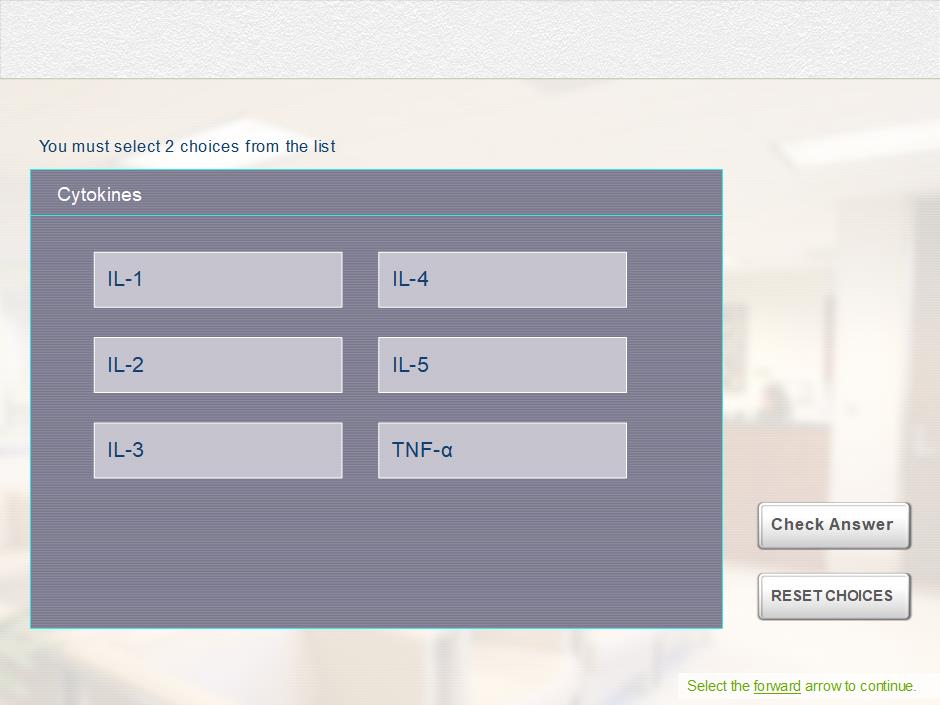 You must select 2 choices from the list
Cytokines
IL-1
IL-4
IL-2
IL-5
IL-3
TNF-α
Check Answer
RESET CHOICES
Select the forward arrow to continue.